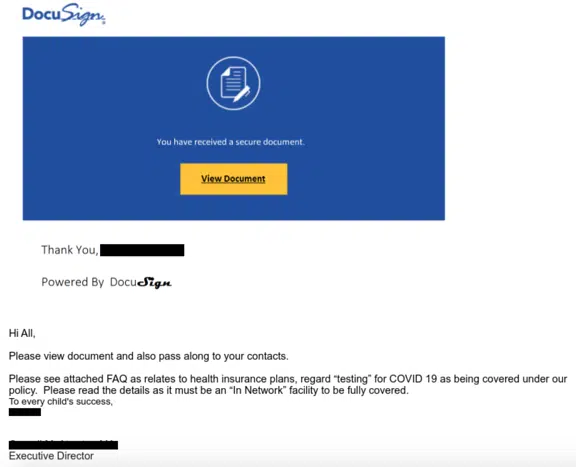 DocuSign
You have received a secure document.
View Document
Thank You,
Powered By DocuSign
Hi All,
Please view document and also pass along to your contacts.
Please see attached FAQ as relates to health insurance plans, regard “testing” for COVID 19 as being covered under our
policy.  Please read the details as it must be an “In Network” facility to be fully covered.
To every child's success,
Executive Director